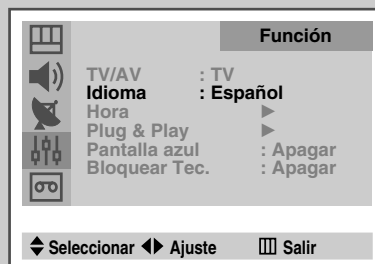 Función
TV/AV : TV
Idioma : Español
Hora ►
Plug & Play ►
Pantalla azul : Apagar
Bloquear Tec. : Apagar
Seleccionar Ajuste Salir